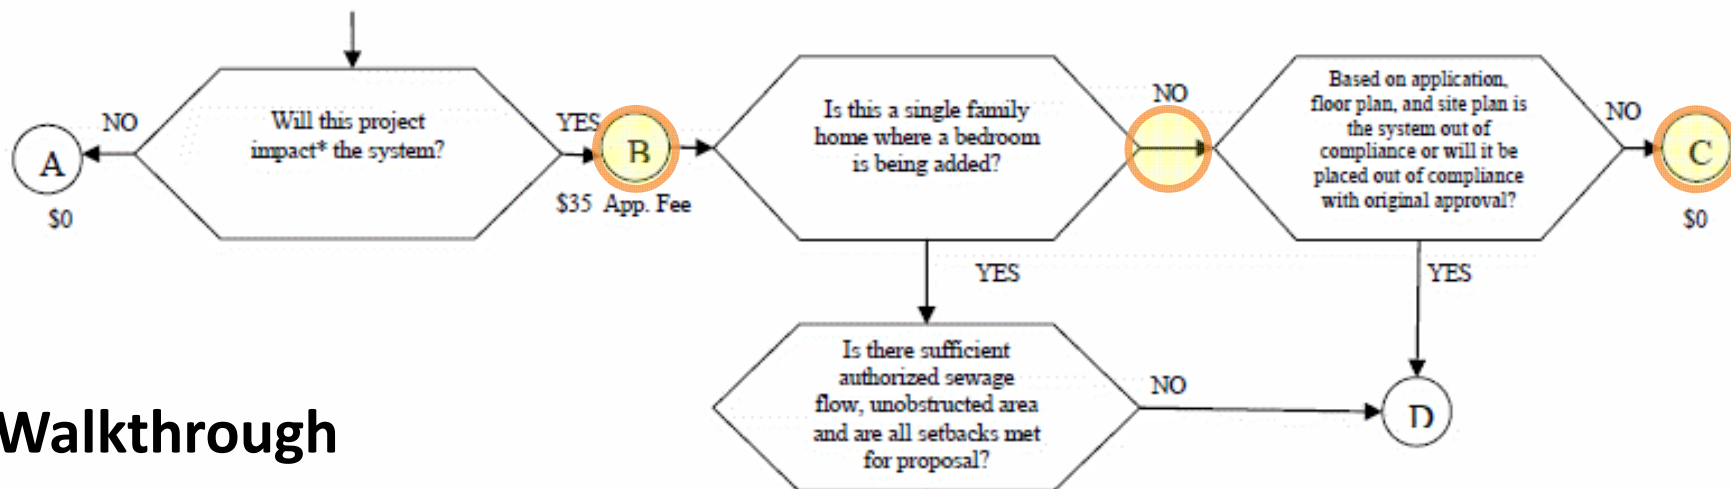 NO
A
$0
Will this project
impact* the system?
YES
B
$35 App. Fee
Is this a single family
home where a bedroom
is being added?
NO
YES
Based on application,
floor plan, and site plan is
the system out of
compliance or will it be
placed out of compliance
with original approval?
NO
C
$0
YES
Is there sufficient
authorized sewage
flow, unobstructed area
and are all setbacks met
for proposal?
NO
D
Walkthrough